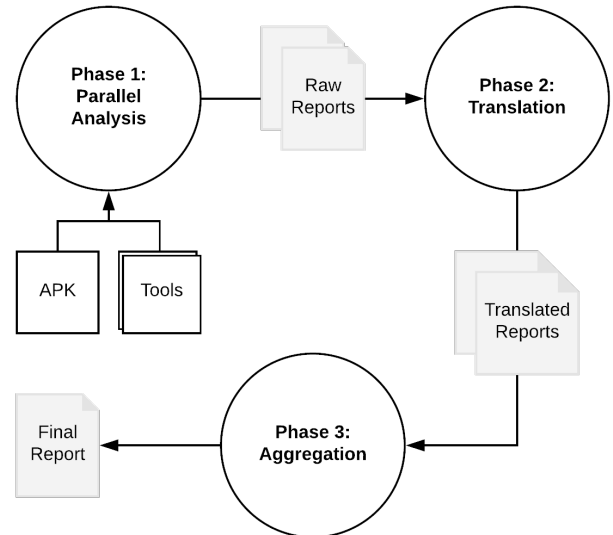 Phase 1:
Parallel
Analysis
Raw
Reports
Phase 2:
Translation
APK
Tools
Translated
Reports
Phase 3:
Aggregation
Final
Report